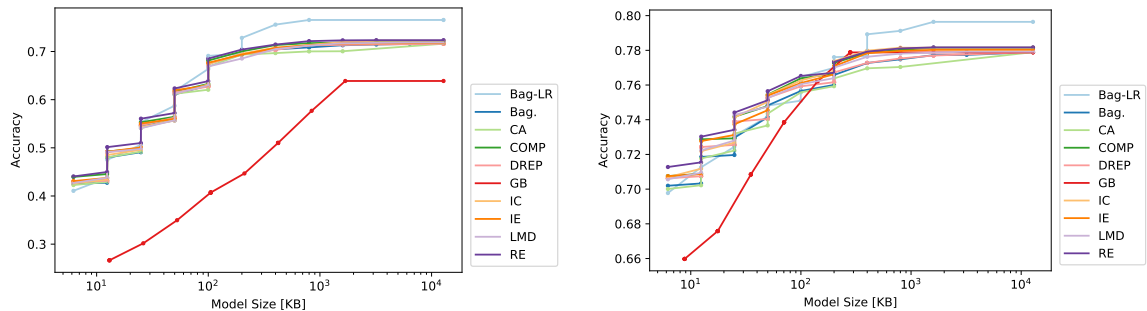 0.7
0.6
0.5
0.4
0.3
Accuracy
10¹
10²
10³
10⁴
Model Size [KB]
Bag-LR
Bag.
CA
COMP
DREP
GB
IC
IE
LMD
RE
0.80
0.78
0.76
0.74
0.72
0.70
0.68
0.66
Accuracy
10¹
10²
10³
10⁴
Model Size [KB]
Bag-LR
Bag.
CA
COMP
DREP
GB
IC
IE
LMD
RE